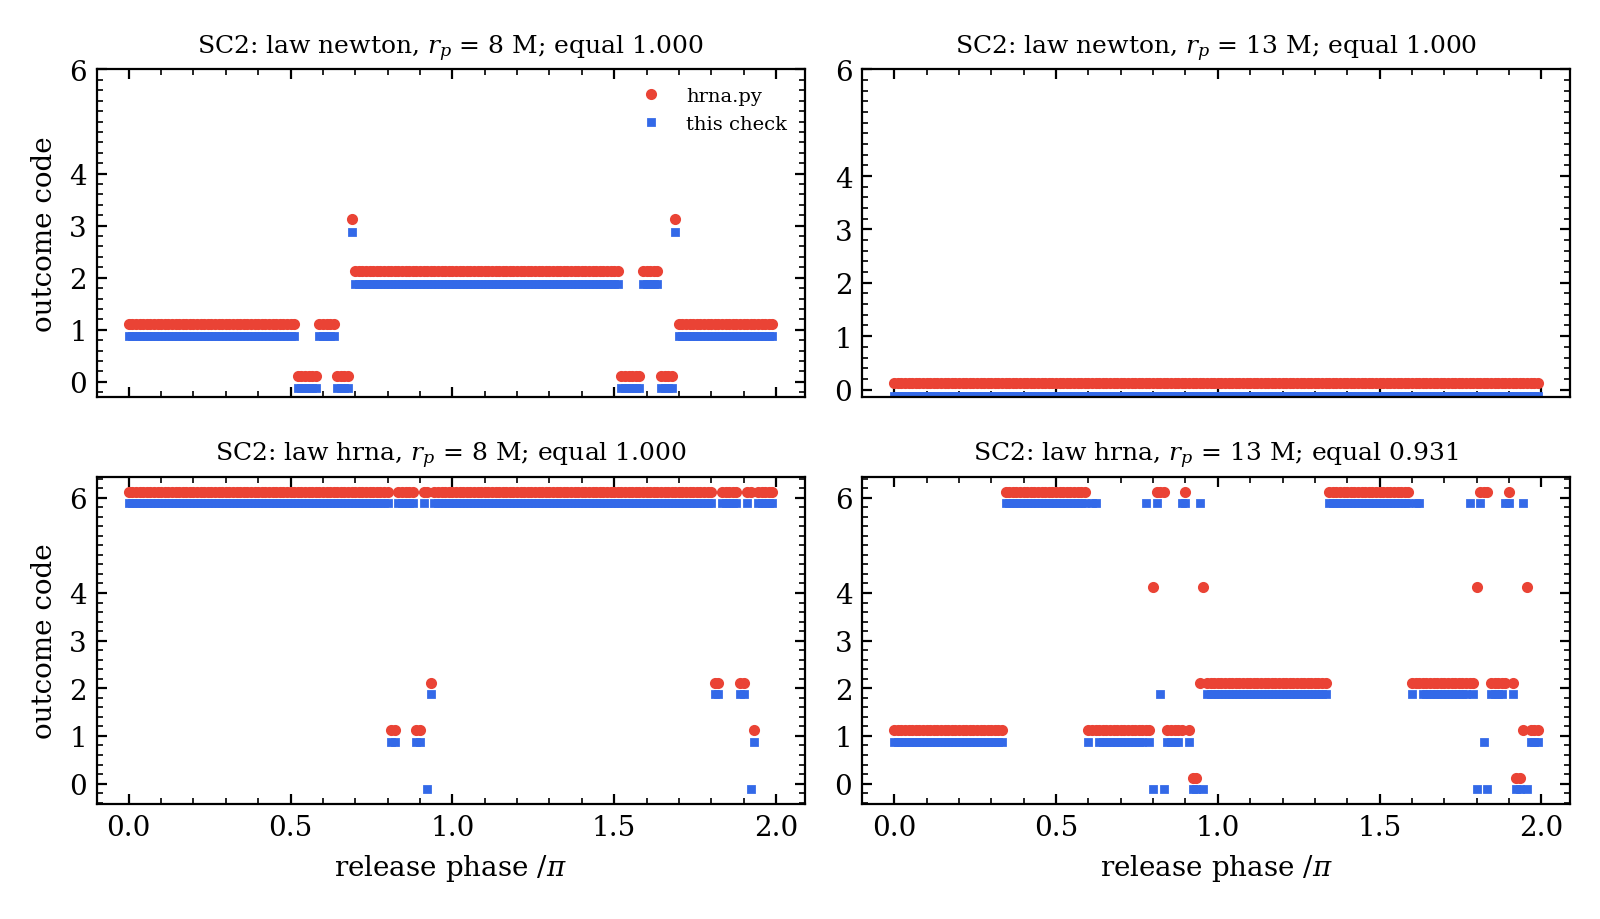 SC2: law newton, r_p = 8 M; equal 1.000
6
4
3
2
1
0
outcome code
hrna.py
this check
SC2: law newton, r_p = 13 M; equal 1.000
6
4
3
2
1
0
SC2: law hrna, r_p = 8 M; equal 1.000
6
4
3
2
1
0
outcome code
0.0 0.5 1.0 1.5 2.0
release phase /π
SC2: law hrna, r_p = 13 M; equal 0.931
6
4
3
2
1
0
0.0 0.5 1.0 1.5 2.0
release phase /π